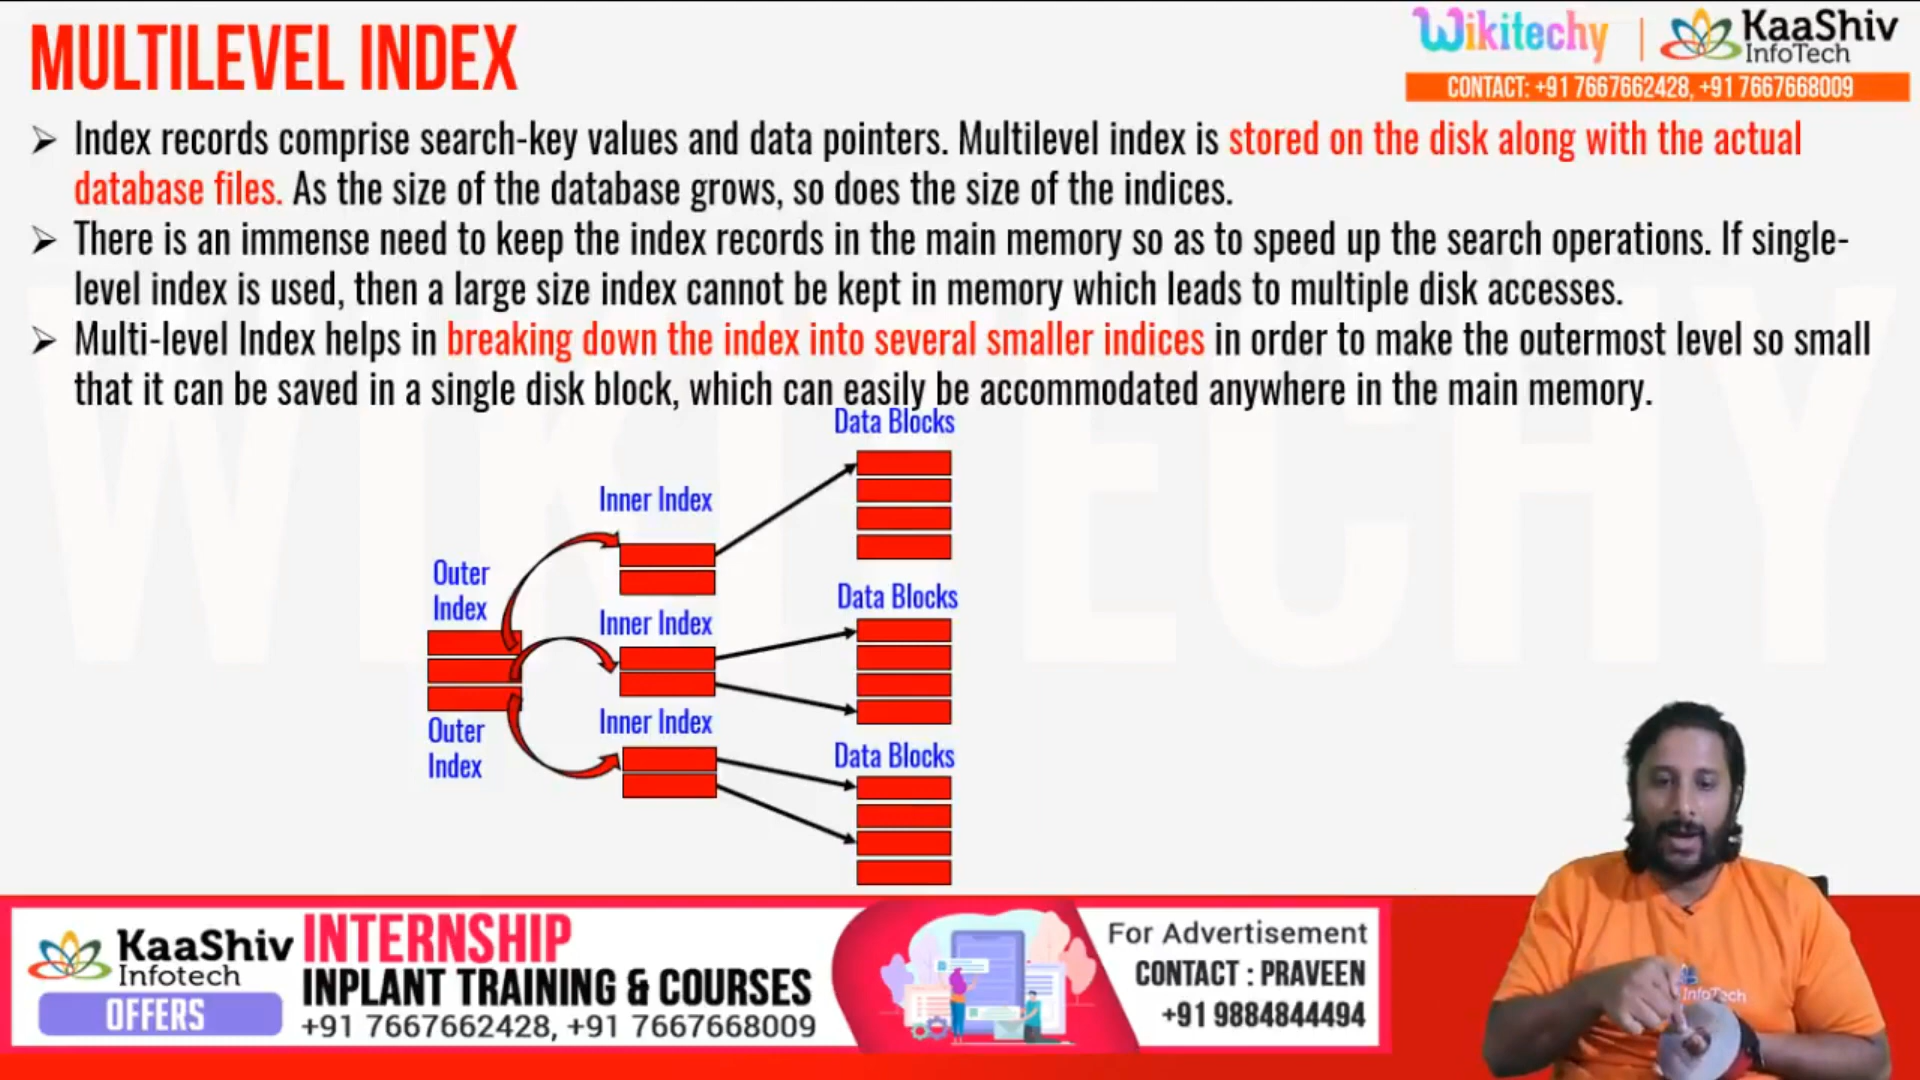 MULTILEVEL INDEX
Wikitechy
KaaShiv
InfoTech
CONTACT: +91 7667662428, +91 7667668009
Index records comprise search-key values and data pointers. Multilevel index is stored on the disk along with the actual
database files. As the size of the database grows, so does the size of the indices.
There is an immense need to keep the index records in the main memory so as to speed up the search operations. If single-
level index is used, then a large size index cannot be kept in memory which leads to multiple disk accesses.
Multi-level Index helps in breaking down the index into several smaller indices in order to make the outermost level so small
that it can be saved in a single disk block, which can easily be accommodated anywhere in the main memory.
WIKITECHY
Data Blocks
Inner Index
Outer
Index
Data Blocks
Inner Index
Inner Index
Outer
Index
Data Blocks
KaaShiv
Infotech
OFFERS
INTERNSHIP
INPLANT TRAINING & COURSES
+91 7667662428, +91 7667668009
For Advertisement
CONTACT : PRAVEEN
+91 9884844494
InfoTech